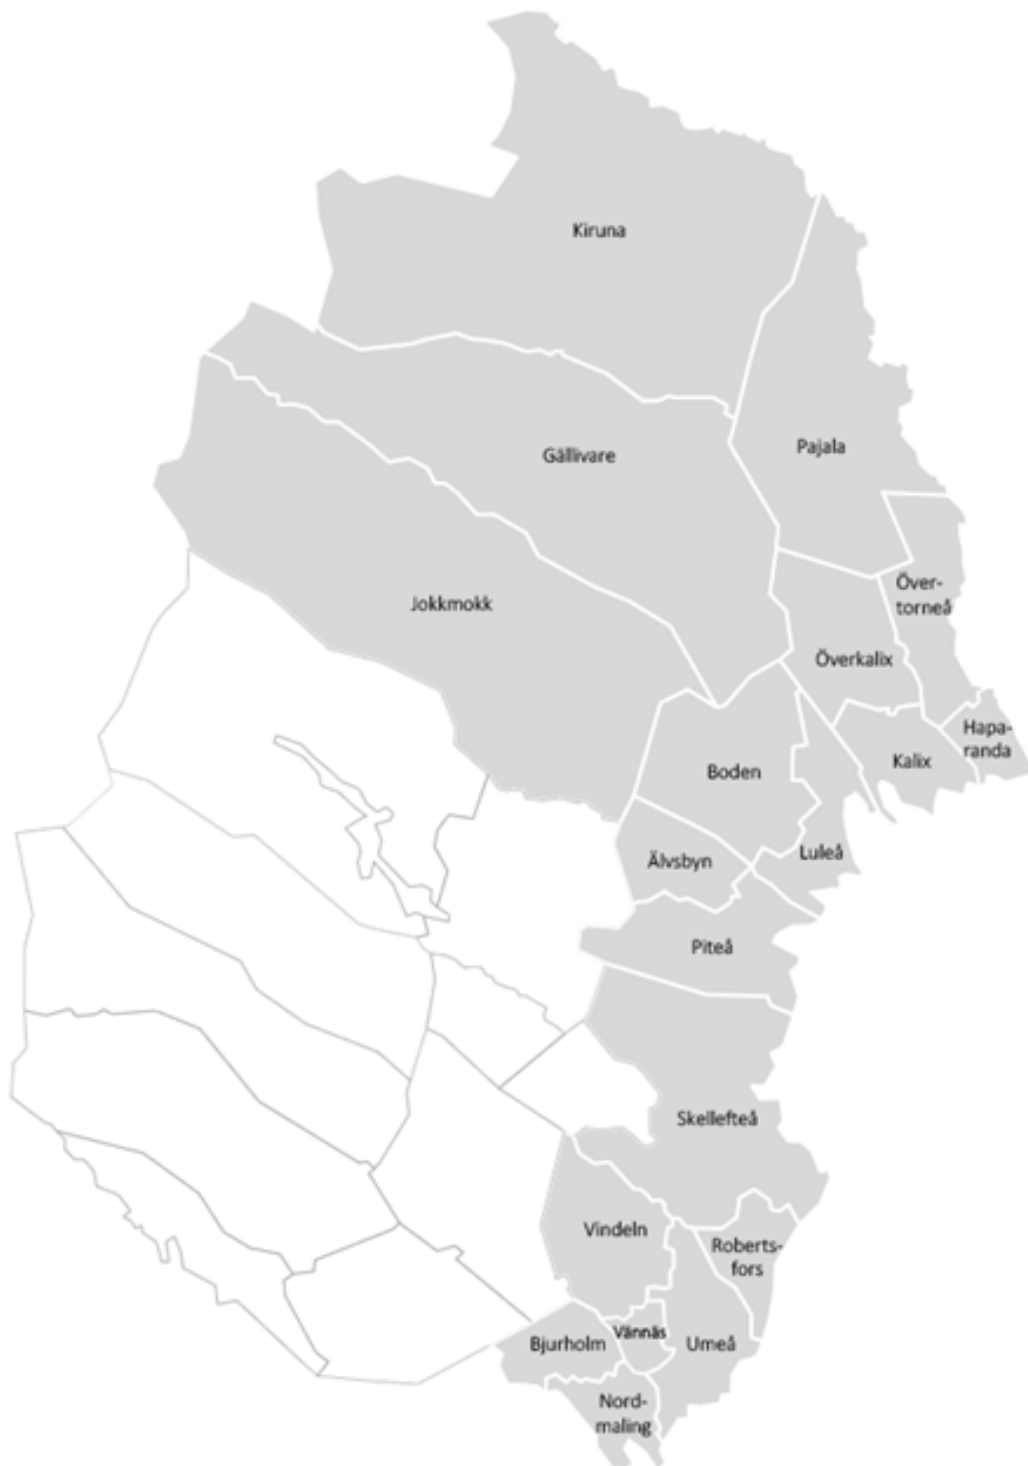 Kiruna
Pajala
Gällivare
Över-
torneå
Jokkmokk
Överkalix
Hapa-
randa
Kalix
Boden
Luleå
Älvsbyn
Piteå
Skellefteå
Vindeln
Roberts-
fors
Vännäs
Bjurholm
Umeå
Nord-
maling